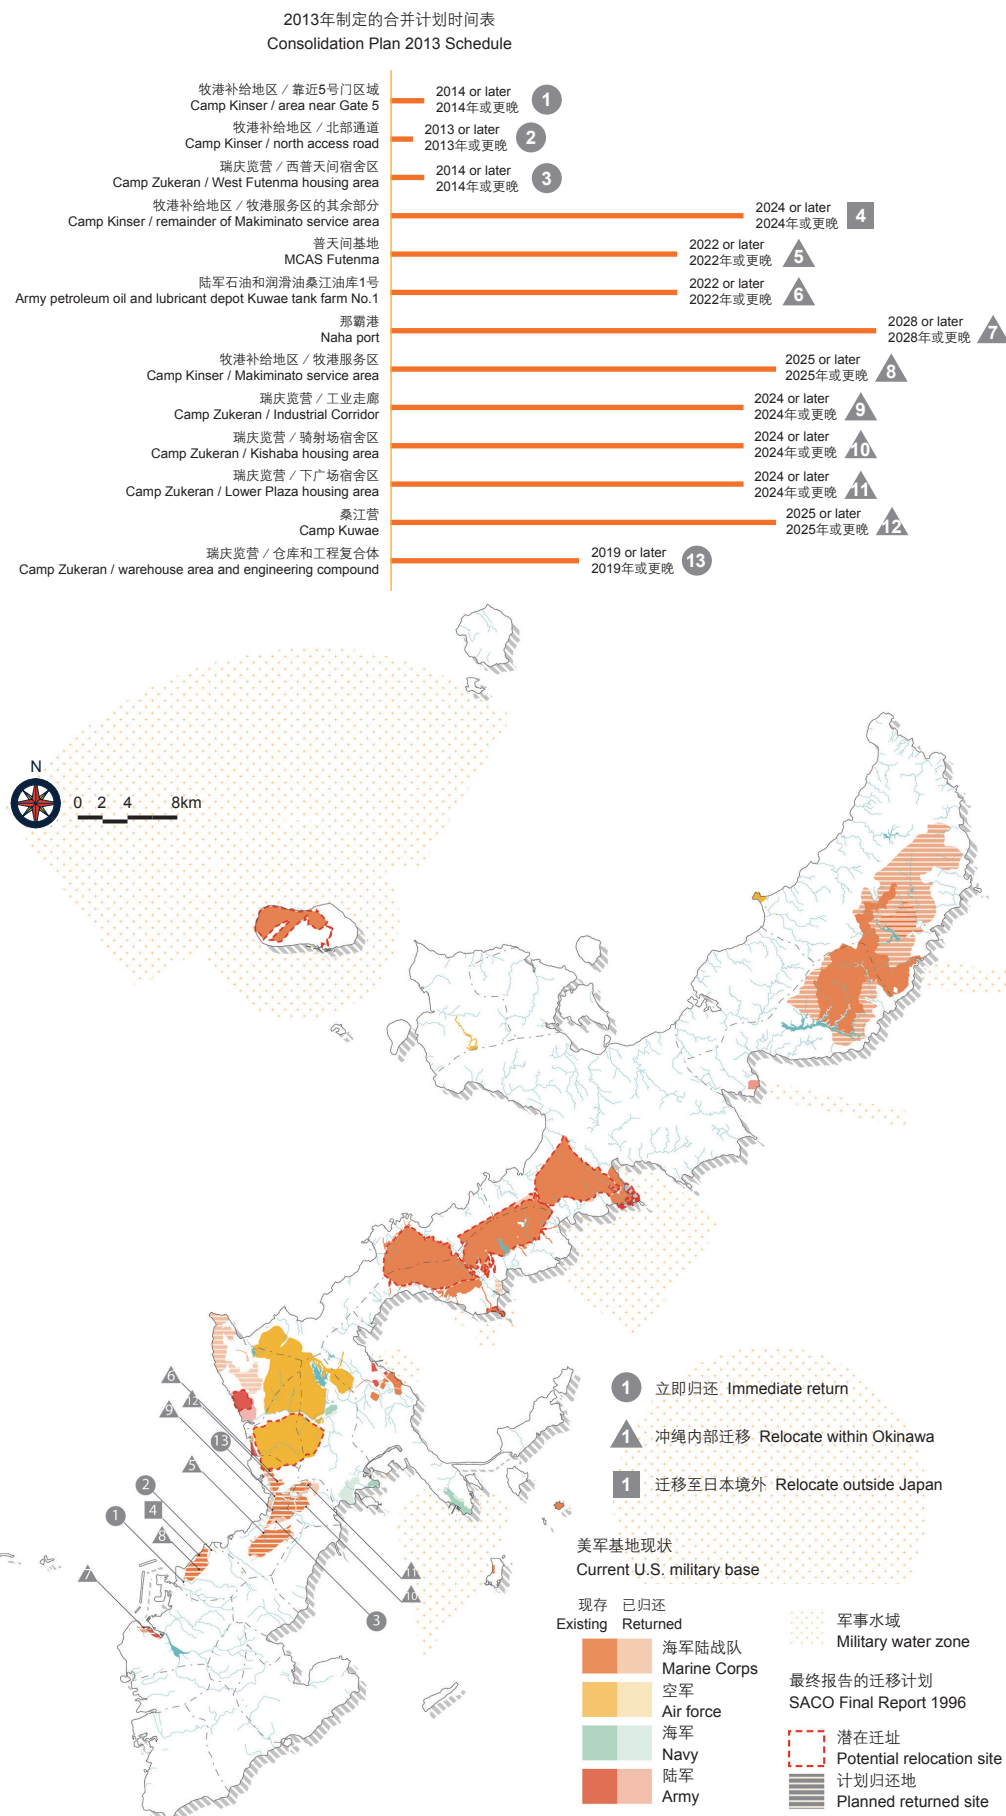 2013年制定的合并计划时间表
Consolidation Plan 2013 Schedule
牧港补给地区 / 靠近5号门区域
Camp Kinser / area near Gate 5
2014 or later
2014年或更晚
1
牧港补给地区 / 北部通道
Camp Kinser / north access road
2013 or later
2013年或更晚
2
瑞庆览营 / 西普天间宿舍区
Camp Zukeran / West Futenma housing area
2014 or later
2014年或更晚
3
牧港补给地区 / 牧港服务区的其余部分
Camp Kinser / remainder of Makiminato service area
2024 or later
2024年或更晚
4
普天间基地
MCAS Futenma
2022 or later
2022年或更晚
5
陆军石油和润滑油桑江油库1号
Army petroleum oil and lubricant depot Kuwae tank farm No.1
2022 or later
2022年或更晚
6
那霸港
Naha port
2028 or later
2028年或更晚
7
牧港补给地区 / 牧港服务区
Camp Kinser / Makiminato service area
2025 or later
2025年或更晚
8
瑞庆览营 / 工业走廊
Camp Zukeran / Industrial Corridor
2024 or later
2024年或更晚
9
瑞庆览营 / 骑射场宿舍区
Camp Zukeran / Kishaba housing area
2024 or later
2024年或更晚
10
瑞庆览营 / 下广场宿舍区
Camp Zukeran / Lower Plaza housing area
2024 or later
2024年或更晚
11
桑江营
Camp Kuwae
2025 or later
2025年或更晚
12
瑞庆览营 / 仓库和工程复合体
Camp Zukeran / warehouse area and engineering compound
2019 or later
2019年或更晚
13
N
0 2 4 8km
6
12
9
13
5
2
4
1
8
7
11
10
3
1 立即归还 Immediate return
1 冲绳内部迁移 Relocate within Okinawa
1 迁移至日本境外 Relocate outside Japan
美军基地现状
Current U.S. military base
现存 已归还
Existing Returned
海军陆战队
Marine Corps
空军
Air force
海军
Navy
陆军
Army
军事水域
Military water zone
最终报告的迁移计划
SACO Final Report 1996
潜在迁址
Potential relocation site
计划归还地
Planned returned site